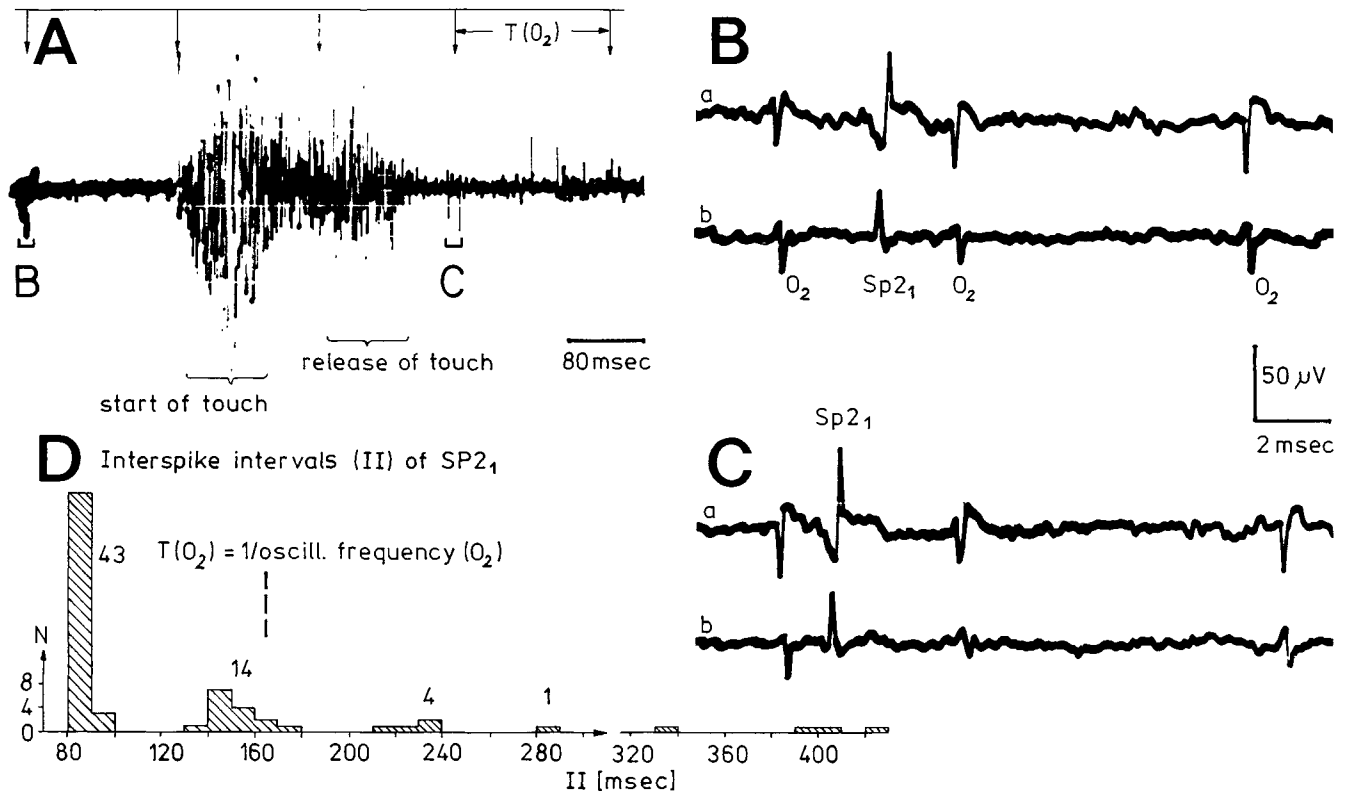 A
T(O₂)
B
C
release of touch
80 msec
start of touch
B
a
b
O₂
Sp2₁
O₂
O₂
50 µV
2 msec
C
Sp2₁
a
b
D
Interspike intervals (II) of SP2₁
43
T(O₂) = 1/oscill. frequency (O₂)
N
14
4
1
8
4
0
80 120 160 200 240 280 320 360 400
II [msec]